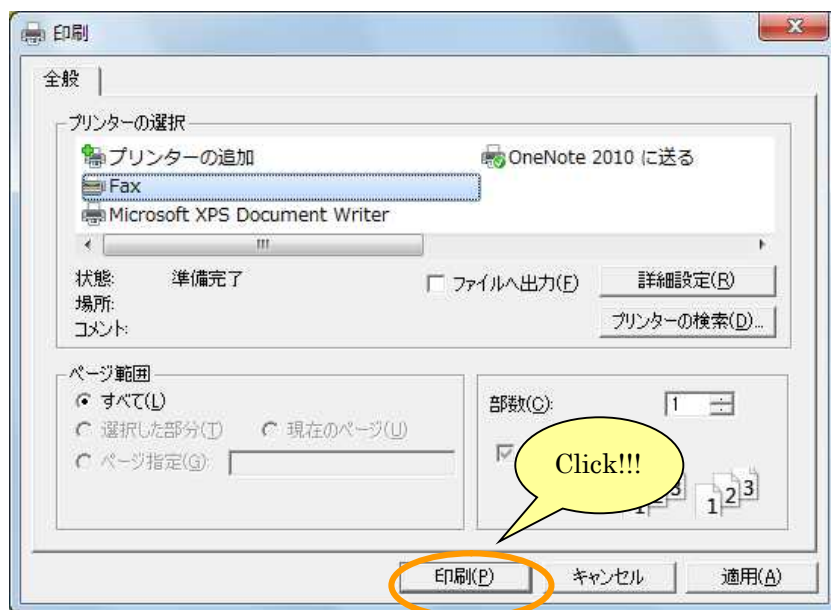 印刷
全般
プリンターの選択
プリンターの追加
OneNote 2010 に送る
Fax
Microsoft XPS Document Writer
状態: 準備完了
ファイルへ出力(F)
詳細設定(R)
場所:
コメント:
プリンターの検索(D)...
ページ範囲
すべて(L)
部数(C): 1
選択した部分(T) 現在のページ(U)
ページ指定(G):
Click!!!
1 2 3
印刷(P) キャンセル 適用(A)